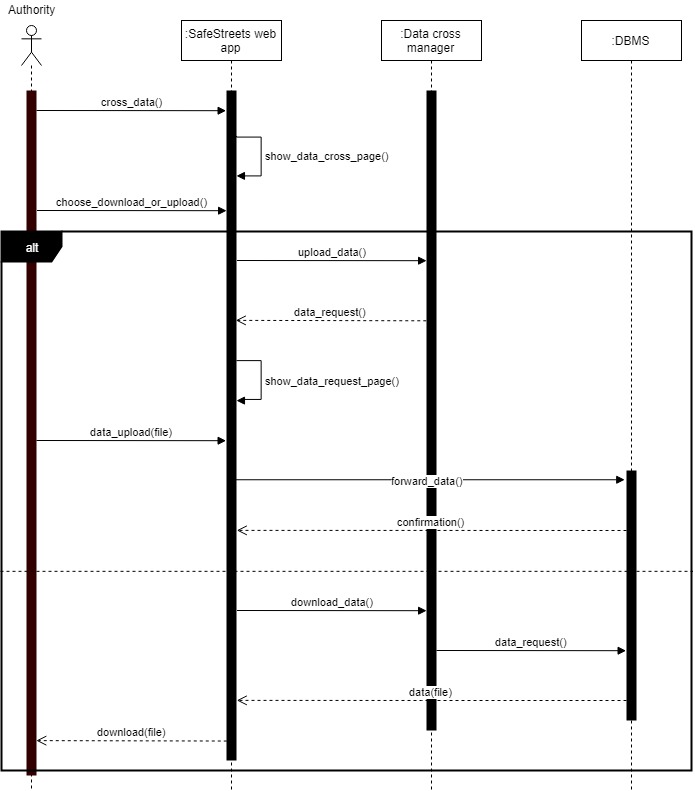 Authority
:SafeStreets web
app
:Data cross
manager
:DBMS
cross_data()
show_data_cross_page()
choose_download_or_upload()
alt
upload_data()
data_request()
show_data_request_page()
data_upload(file)
forward_data()
confirmation()
download_data()
data_request()
data(file)
download(file)